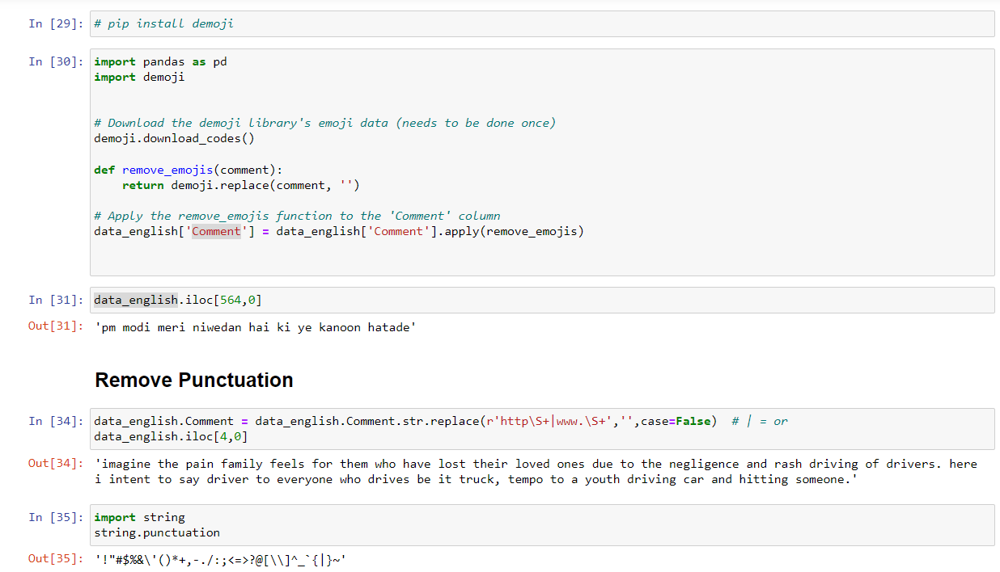 In [29]: # pip install demoji
In [30]: import pandas as pd
import demoji
# Download the demoji library's emoji data (needs to be done once)
demoji.download_codes()
def remove_emojis(comment):
    return demoji.replace(comment, '')
# Apply the remove_emojis function to the 'Comment' column
data_english['Comment'] = data_english['Comment'].apply(remove_emojis)
In [31]: data_english.iloc[564,0]
Out[31]: 'pm modi meri niwedan hai ki ye kanoon hatade'
Remove Punctuation
In [34]: data_english.Comment = data_english.Comment.str.replace(r'http\S+|www.\S+','',case=False)  # | = or
data_english.iloc[4,0]
Out[34]: 'imagine the pain family feels for them who have lost their loved ones due to the negligence and rash driving of drivers. here
i intent to say driver to everyone who drives be it truck, tempo to a youth driving car and hitting someone.'
In [35]: import string
string.punctuation
Out[35]: '!"#$%&\'()*+,-./:;<=>?@[\\]^_`{|}~'